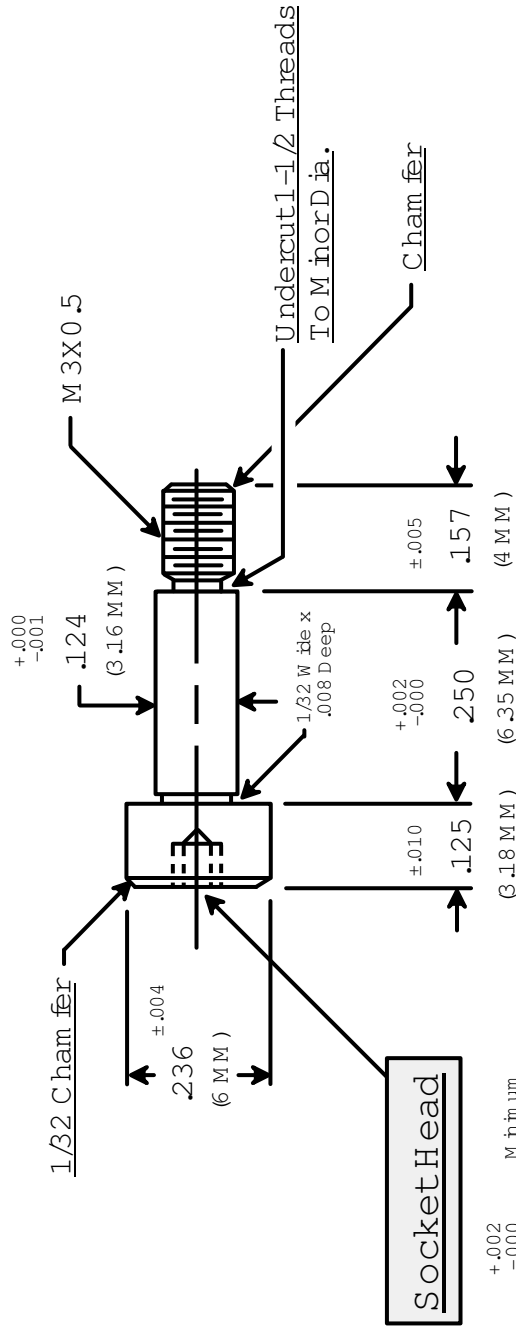 1/32 Chamfer
+.000
-.001
.124
(3.16 MM)
M3X0.5
±.004
.236
(6 MM)
1/32 Wide x
.008 Deep
Undercut 1-1/2 Threads
To Minor Dia.
Chamfer
±.010
.125
(3.18 MM)
+.002
-.000
.250
(6.35 MM)
±.005
.157
(4 MM)
Socket Head
+.002
-.000
Minimum